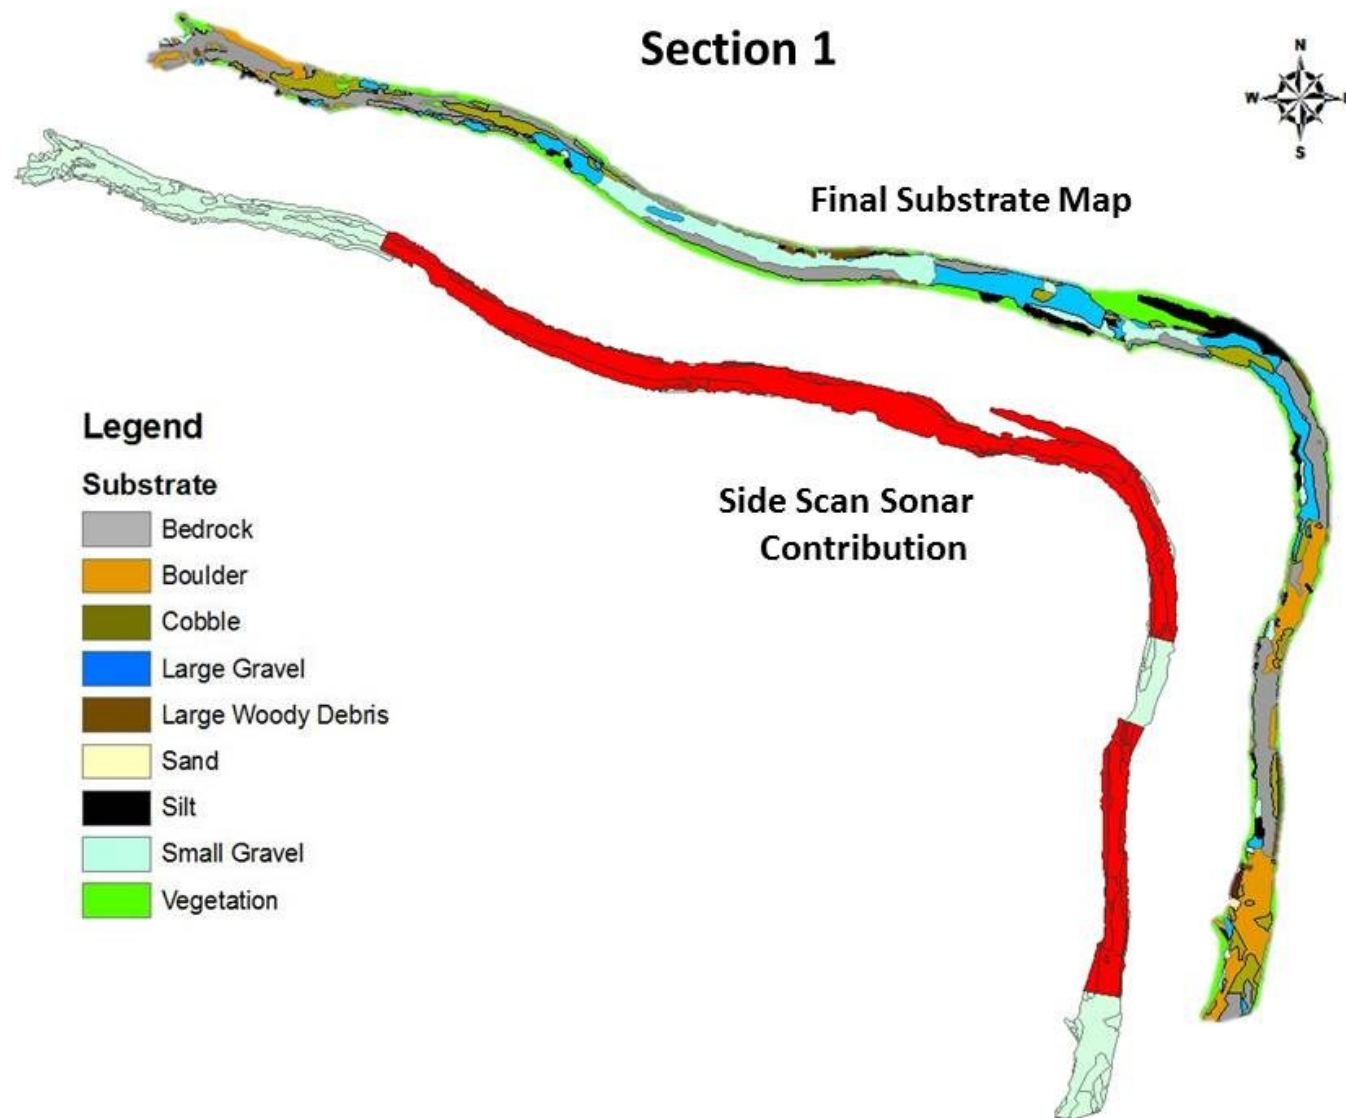 Section 1
N
W
S
Final Substrate Map
Side Scan Sonar
Contribution
Legend
Substrate
Bedrock
Boulder
Cobble
Large Gravel
Large Woody Debris
Sand
Silt
Small Gravel
Vegetation